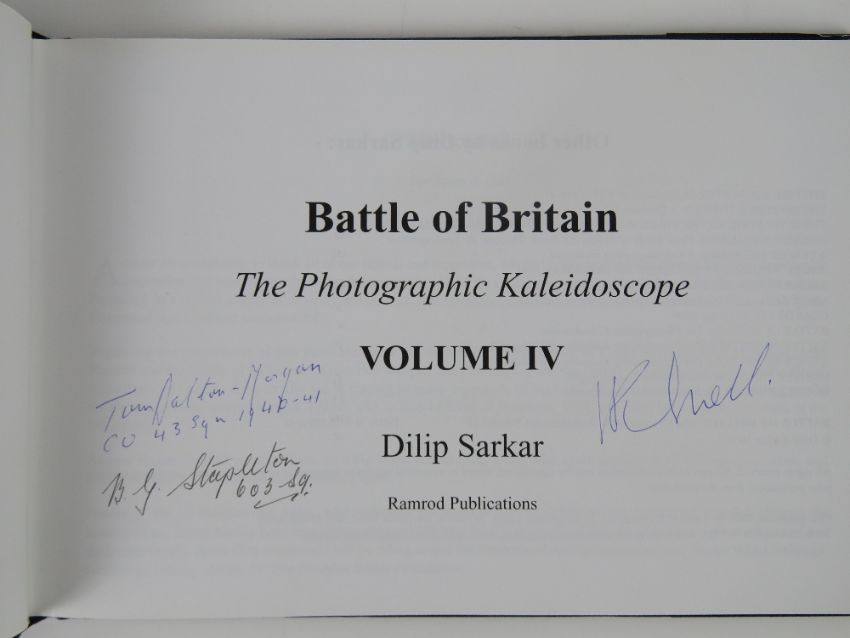 Battle of Britain
The Photographic Kaleidoscope
VOLUME IV
Tom Dalton-Morgan
CO 43 Sqn 1940-41
B. G. Stapleton
603 Sq.
Dilip Sarkar
Ramrod Publications